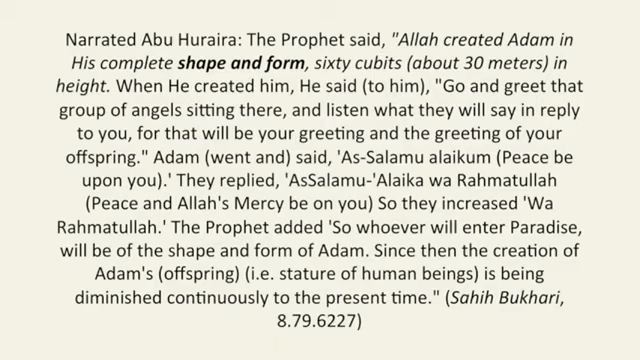 Narrated Abu Huraira: The Prophet said, "Allah created Adam in
His complete shape and form, sixty cubits (about 30 meters) in
height. When He created him, He said (to him), "Go and greet that
group of angels sitting there, and listen what they will say in reply
to you, for that will be your greeting and the greeting of your
offspring." Adam (went and) said, 'As-Salamu alaikum (Peace be
upon you).' They replied, 'AsSalamu-'Alaika wa Rahmatullah
(Peace and Allah's Mercy be on you) So they increased 'Wa
Rahmatullah.' The Prophet added 'So whoever will enter Paradise,
will be of the shape and form of Adam. Since then the creation of
Adam's (offspring) (i.e. stature of human beings) is being
diminished continuously to the present time." (Sahih Bukhari,
8.79.6227)